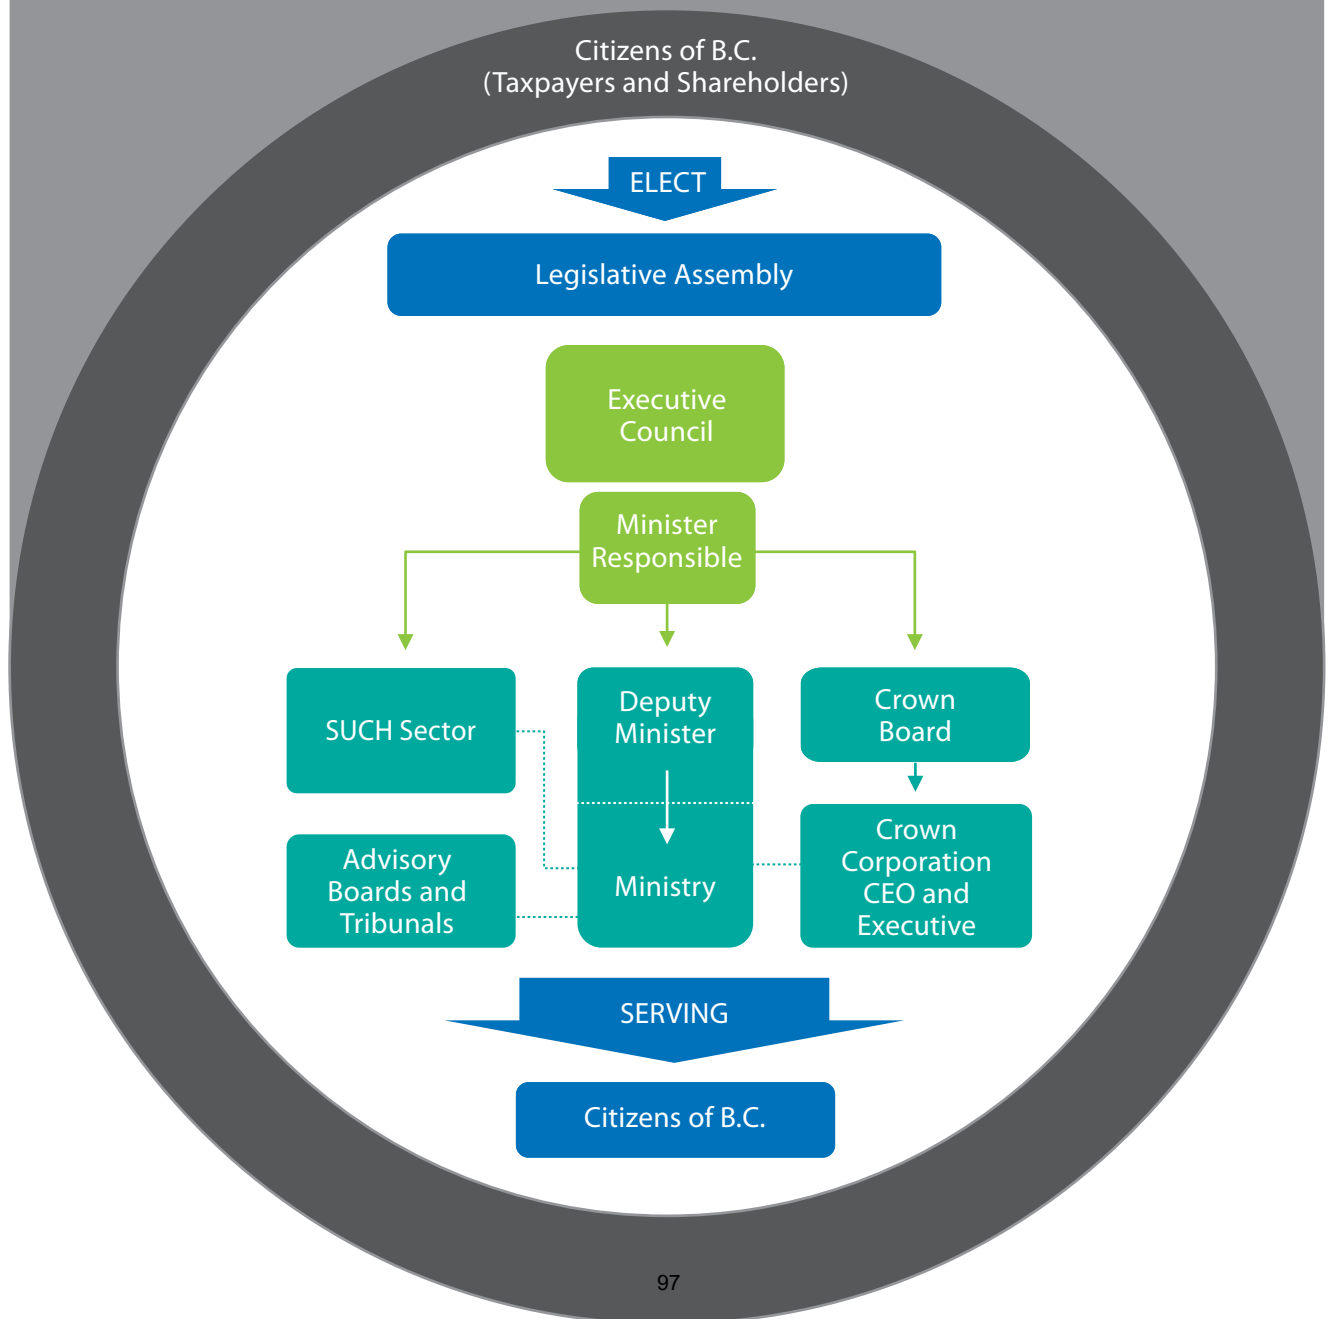 Citizens of B.C.
(Taxpayers and Shareholders)
ELECT
Legislative Assembly
Executive
Council
Minister
Responsible
SUCH Sector
Deputy
Minister
Crown
Board
Advisory
Boards and
Tribunals
Ministry
Crown
Corporation
CEO and
Executive
SERVING
Citizens of B.C.
97